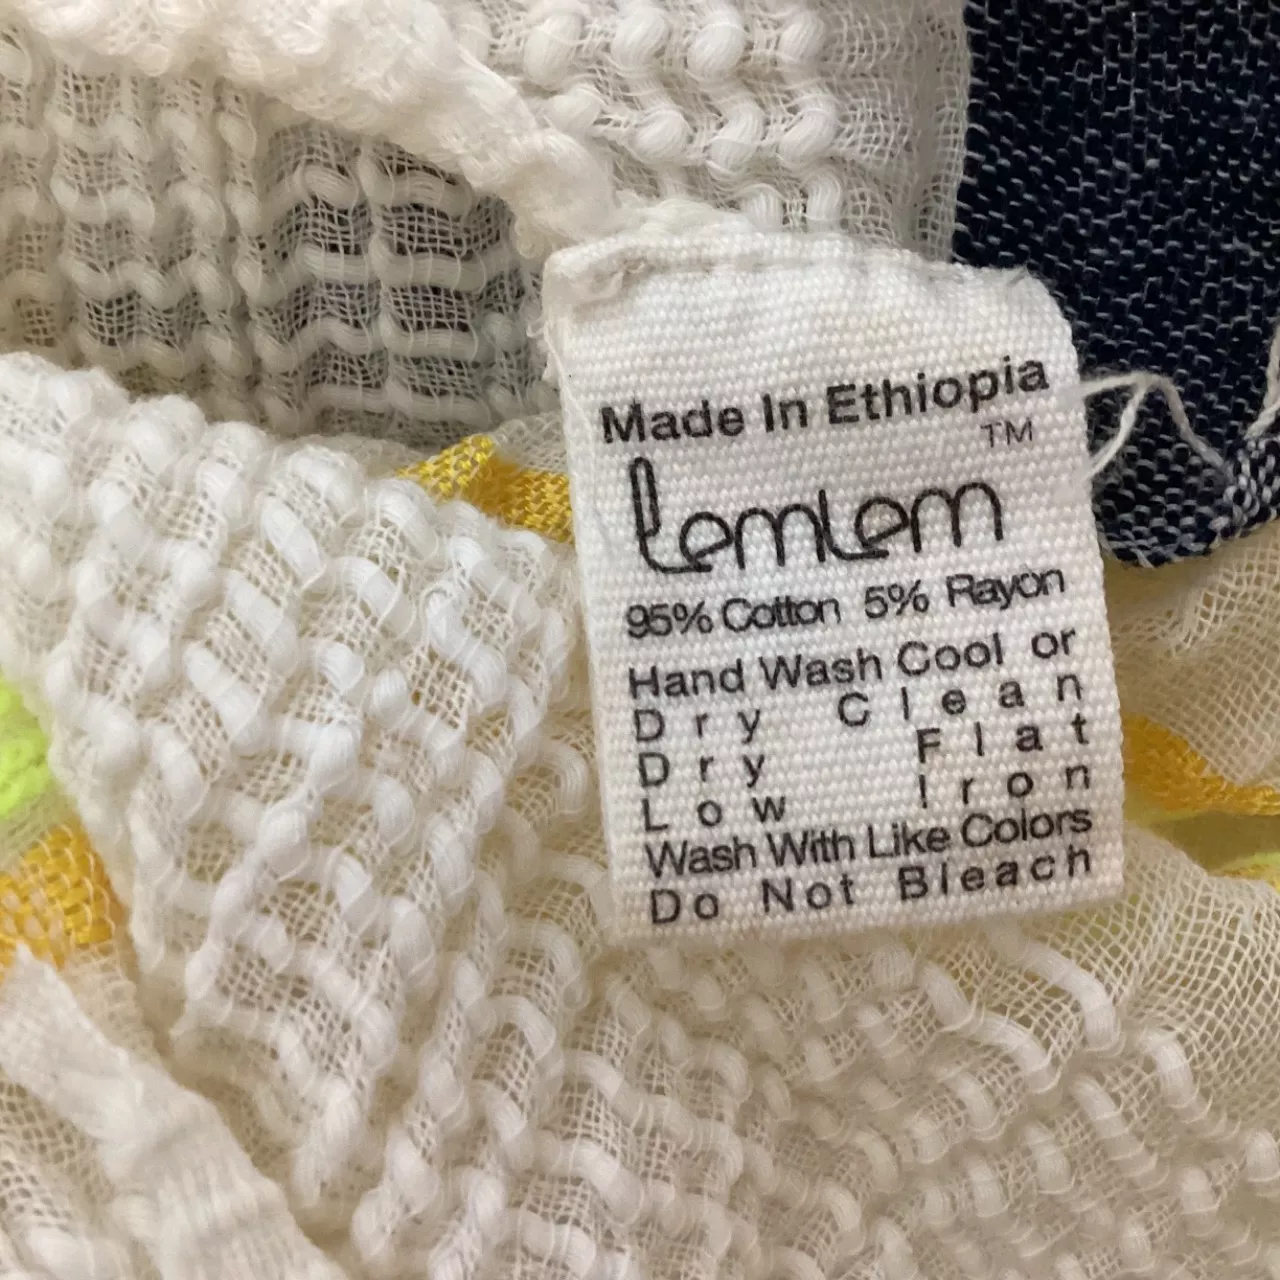 Made In Ethiopia
TM
lemlem
95% Cotton 5% Rayon
Hand Wash Cool or
Dry Clean
Dry Flat
Low Iron
Wash With Like Colors
Do Not Bleach